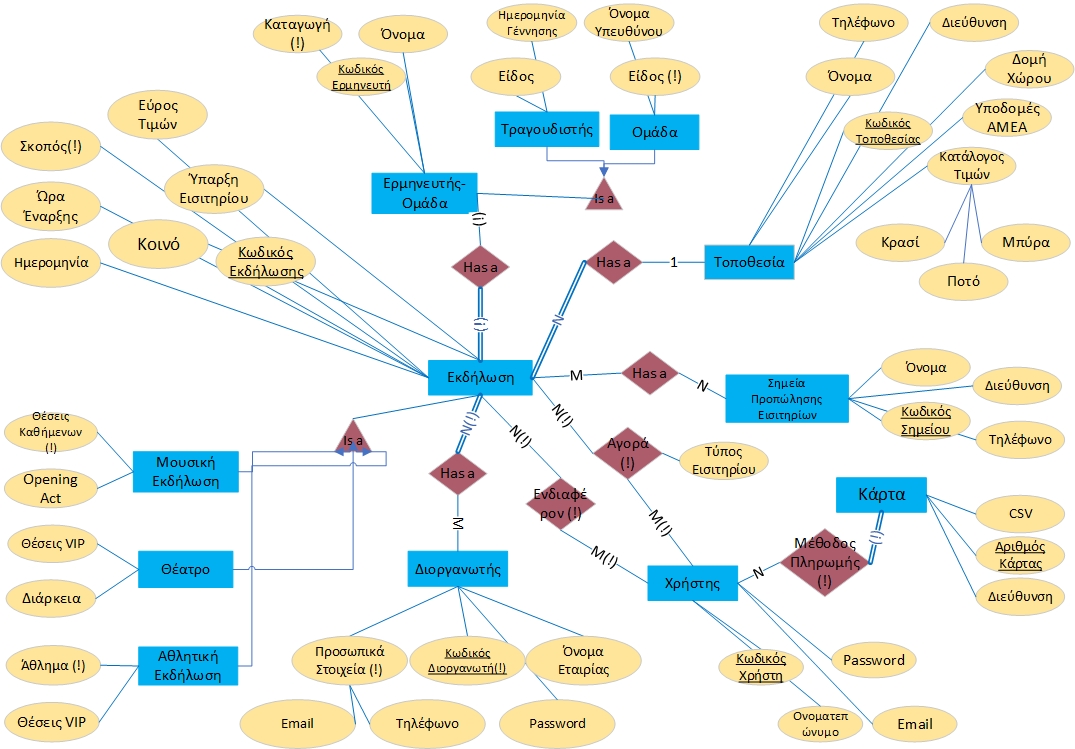 Καταγωγή
(!)
Όνομα
Κωδικός
Ερμηνευτή
Ημερομηνία
Γέννησης
Όνομα
Υπευθύνου
Είδος
Είδος (!)
Τραγουδιστής
Ομάδα
Τηλέφωνο
Διεύθυνση
Όνομα
Δομή
Χώρου
Κωδικός
Τοποθεσίας
Υποδομές
ΑΜΕΑ
Κατάλογος
Τιμών
Κρασί
Μπύρα
Ποτό
Εύρος
Τιμών
Σκοπός(!)
Ύπαρξη
Εισιτηρίου
Ώρα
Έναρξης
Κοινό
Κωδικός
Εκδήλωσης
Ημερομηνία
Ερμηνευτής-
Ομάδα
Is a
(!)
Has a
Has a
1
Τοποθεσία
N
Εκδήλωση
M
Has a
N
Σημεία
Προπώλησης
Εισιτηρίων
Όνομα
Διεύθυνση
Κωδικός
Σημείου
Τηλέφωνο
Θέσεις
Καθήμενων
(!)
Opening
Act
Μουσική
Εκδήλωση
Is a
Has a
N(!)
N(!)
Αγορά
(!)
Τύπος
Εισιτηρίου
Ενδιαφέ
ρον (!)
M(!)
M(!)
M
Κάρτα
CSV
Αριθμός
Κάρτας
Διεύθυνση
Μέθοδος
Πληρωμής
(!)
N
Χρήστης
Θέσεις VIP
Διάρκεια
Θέατρο
Διοργανωτής
Άθλημα (!)
Θέσεις VIP
Αθλητική
Εκδήλωση
Προσωπικά
Στοιχεία (!)
Κωδικός
Διοργανωτή(!)
Όνομα
Εταιρίας
Email
Τηλέφωνο
Password
Κωδικός
Χρήστη
Password
Ονοματεπ
ώνυμο
Email